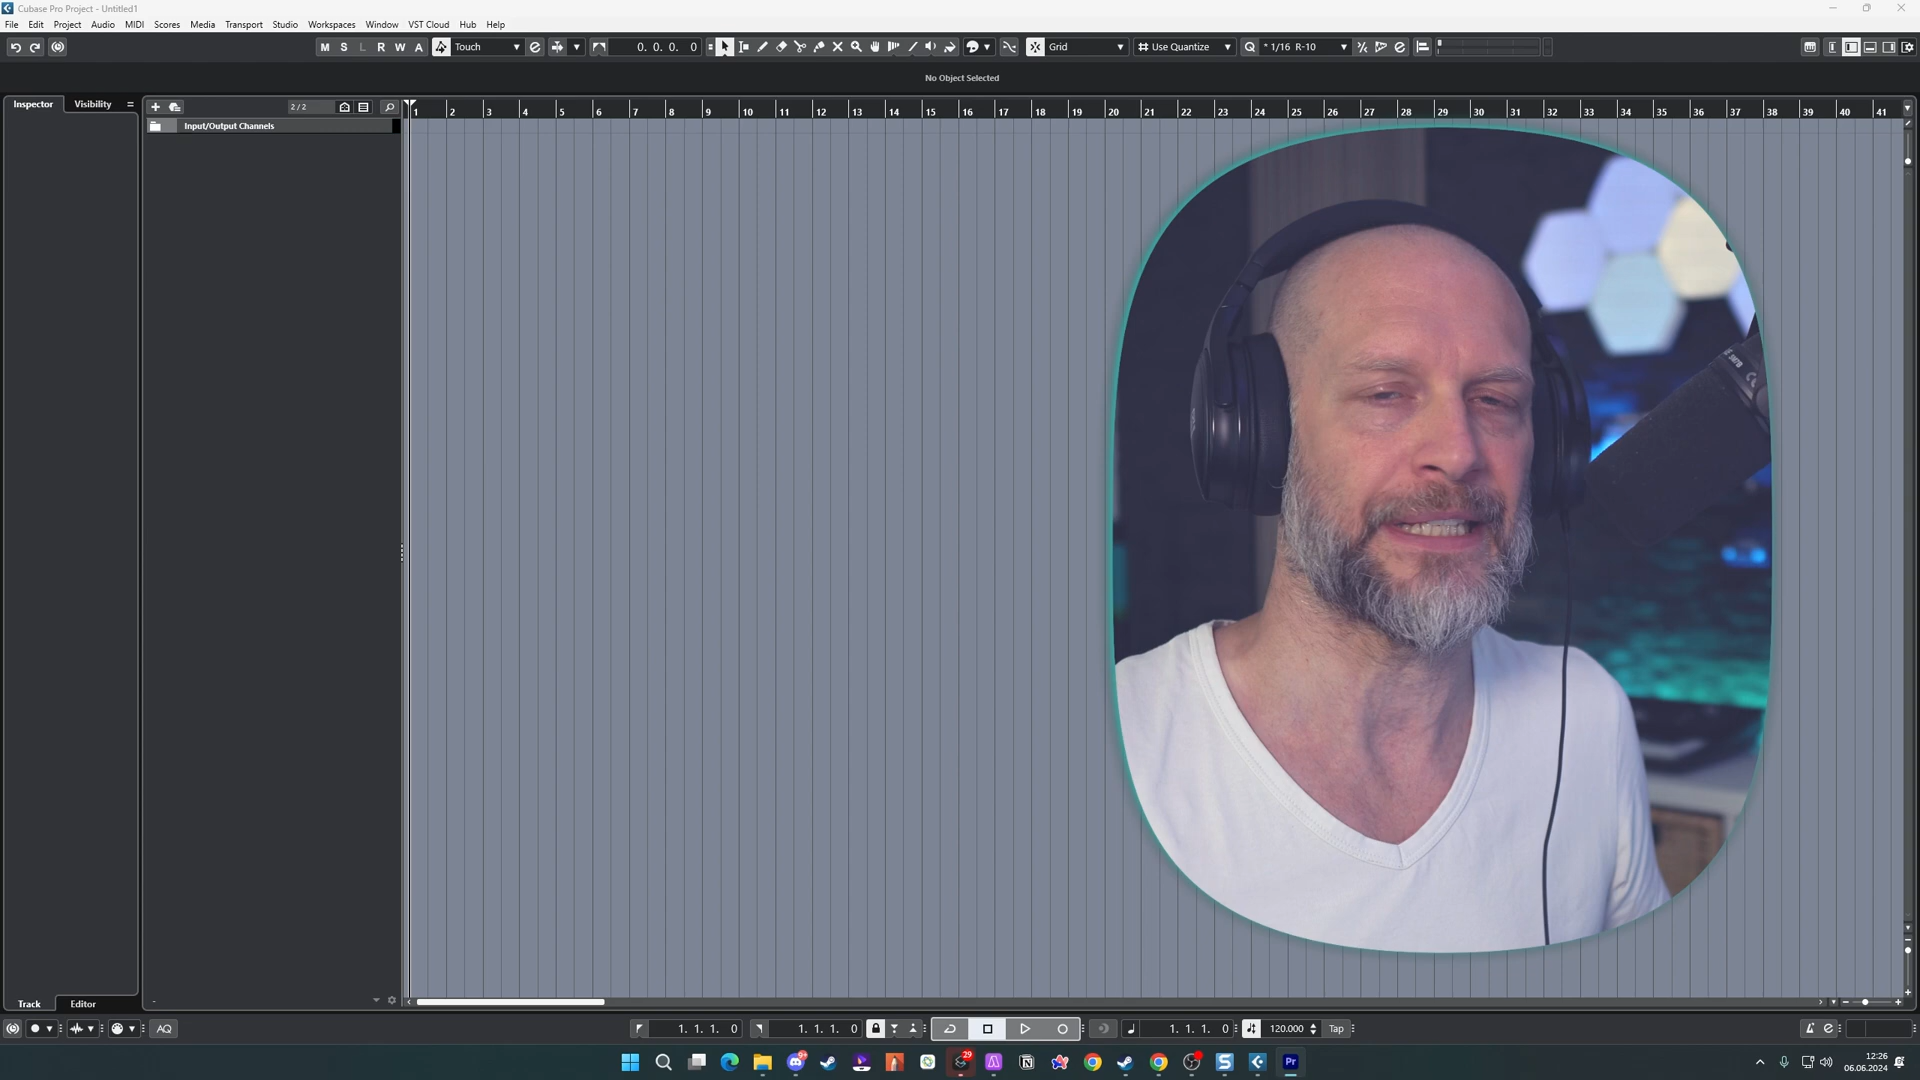 Cubase Pro Project - Untitled1
File Edit Project Audio MIDI Scores Media Transport Studio Workspaces Window VST Cloud Hub Help
M S L R W A Touch 0. 0. 0. 0 Grid Use Quantize Q * 1/16 R-10
No Object Selected
Inspector Visibility 2 / 2
1 2 3 4 5 6 7 8 9 10 11 12 13 14 15 16 17 18 19 20 21 22 23 24 25 26 27 28 29 30 31 32 33 34 35 36 37 38 39 40 41
Input/Output Channels
Track Editor -
AQ 1. 1. 1. 0 1. 1. 1. 0 1. 1. 1. 0 120.000 Tap
9+ 29 Pr 12:26
06.06.2024